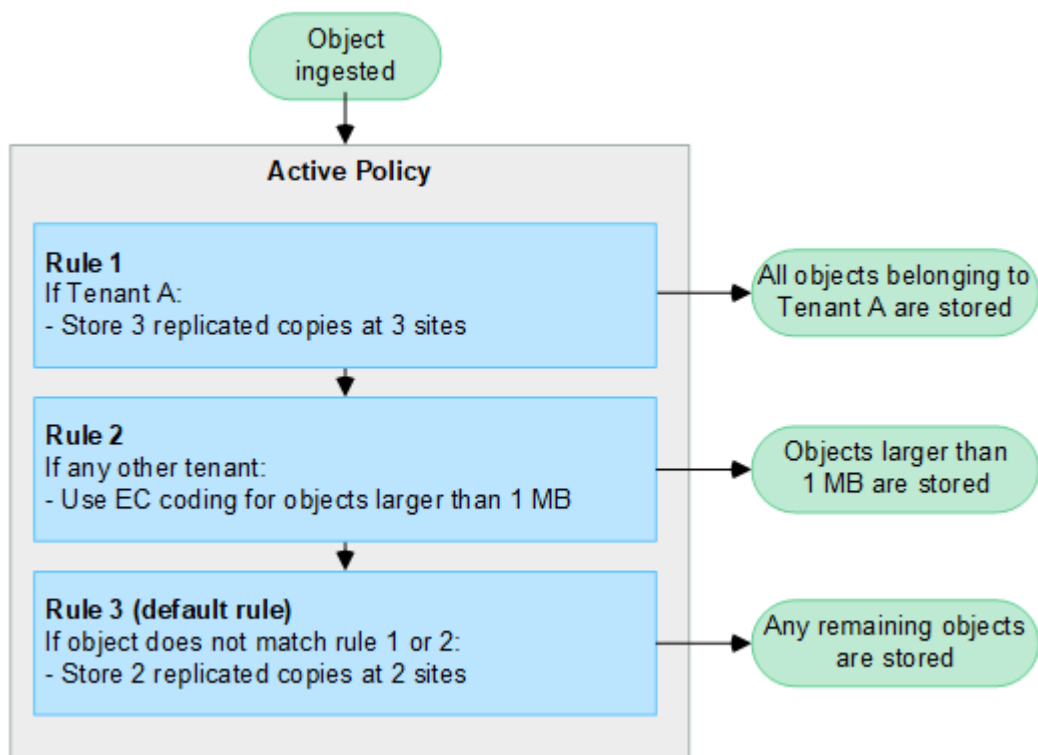 Object
ingested
Active Policy
Rule 1
If Tenant A:
- Store 3 replicated copies at 3 sites
All objects belonging to
Tenant A are stored
Rule 2
If any other tenant:
- Use EC coding for objects larger than 1 MB
Objects larger than
1 MB are stored
Rule 3 (default rule)
If object does not match rule 1 or 2:
- Store 2 replicated copies at 2 sites
Any remaining objects
are stored